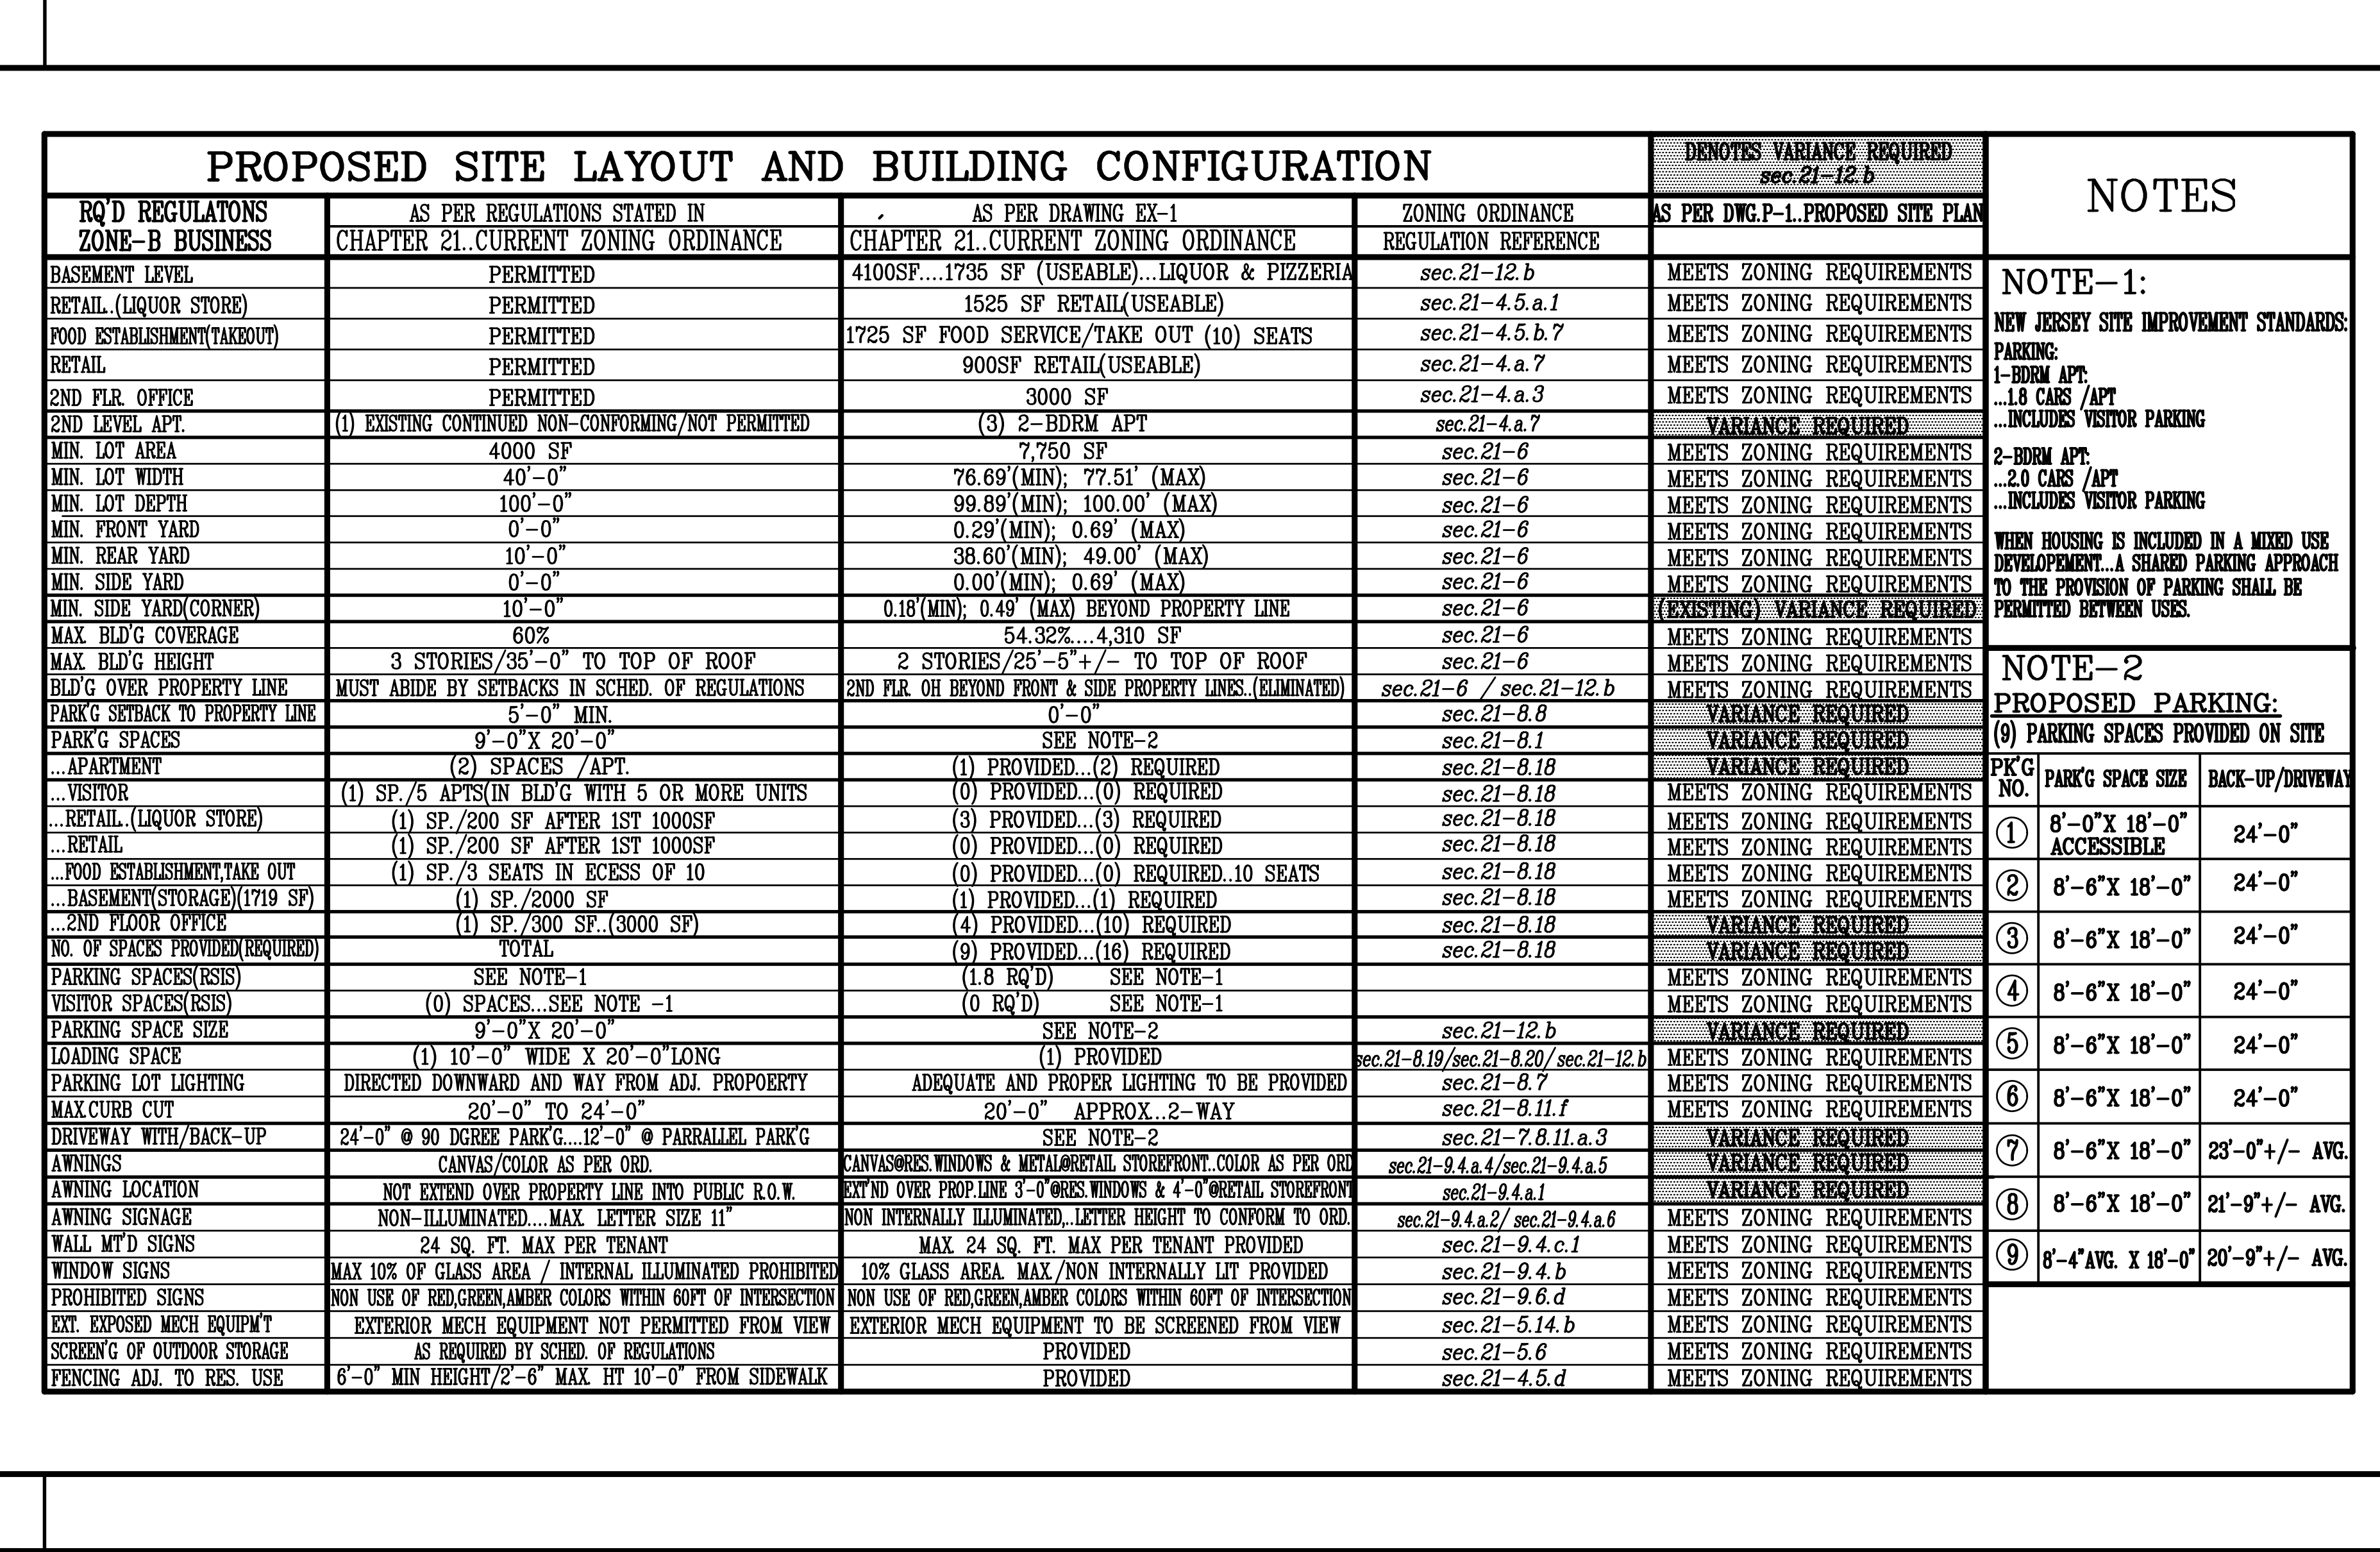 PROPOSED SITE LAYOUT AND BUILDING CONFIGURATION
DENOTES VARIANCE REQUIRED
sec.21-12.b
NOTES
RQ'D REGULATONS
ZONE-B BUSINESS
AS PER REGULATIONS STATED IN
CHAPTER 21..CURRENT ZONING ORDINANCE
AS PER DRAWING EX-1
CHAPTER 21..CURRENT ZONING ORDINANCE
ZONING ORDINANCE
REGULATION REFERENCE
AS PER DWG.P-1..PROPOSED SITE PLAN
BASEMENT LEVEL PERMITTED 4100SF....1735 SF (USEABLE)...LIQUOR & PIZZERIA sec.21-12.b MEETS ZONING REQUIREMENTS
RETAIL..(LIQUOR STORE) PERMITTED 1525 SF RETAIL(USEABLE) sec.21-4.5.a.1 MEETS ZONING REQUIREMENTS
FOOD ESTABLISHMENT(TAKEOUT) PERMITTED 1725 SF FOOD SERVICE/TAKE OUT (10) SEATS sec.21-4.5.b.7 MEETS ZONING REQUIREMENTS
RETAIL PERMITTED 900SF RETAIL(USEABLE) sec.21-4.a.7 MEETS ZONING REQUIREMENTS
2ND FLR. OFFICE PERMITTED 3000 SF sec.21-4.a.3 MEETS ZONING REQUIREMENTS
2ND LEVEL APT. (1) EXISTING CONTINUED NON-CONFORMING/NOT PERMITTED (3) 2-BDRM APT sec.21-4.a.7 VARIANCE REQUIRED
MIN. LOT AREA 4000 SF 7,750 SF sec.21-6 MEETS ZONING REQUIREMENTS
MIN. LOT WIDTH 40'-0" 76.69'(MIN); 77.51' (MAX) sec.21-6 MEETS ZONING REQUIREMENTS
MIN. LOT DEPTH 100'-0" 99.89'(MIN); 100.00' (MAX) sec.21-6 MEETS ZONING REQUIREMENTS
MIN. FRONT YARD 0'-0" 0.29'(MIN); 0.69' (MAX) sec.21-6 MEETS ZONING REQUIREMENTS
MIN. REAR YARD 10'-0" 38.60'(MIN); 49.00' (MAX) sec.21-6 MEETS ZONING REQUIREMENTS
MIN. SIDE YARD 0'-0" 0.00'(MIN); 0.69' (MAX) sec.21-6 MEETS ZONING REQUIREMENTS
MIN. SIDE YARD(CORNER) 10'-0" 0.18'(MIN); 0.49' (MAX) BEYOND PROPERTY LINE sec.21-6 (EXISTING) VARIANCE REQUIRED
MAX. BLD'G COVERAGE 60% 54.32%....4,310 SF sec.21-6 MEETS ZONING REQUIREMENTS
MAX. BLD'G HEIGHT 3 STORIES/35'-0" TO TOP OF ROOF 2 STORIES/25'-5"+/- TO TOP OF ROOF sec.21-6 MEETS ZONING REQUIREMENTS
BLD'G OVER PROPERTY LINE MUST ABIDE BY SETBACKS IN SCHED. OF REGULATIONS 2ND FLR. OH BEYOND FRONT & SIDE PROPERTY LINES..(ELIMINATED) sec.21-6 / sec.21-12.b MEETS ZONING REQUIREMENTS
PARK'G SETBACK TO PROPERTY LINE 5'-0" MIN. 0'-0" sec.21-8.8 VARIANCE REQUIRED
PARK'G SPACES 9'-0"X 20'-0" SEE NOTE-2 sec.21-8.1 VARIANCE REQUIRED
...APARTMENT (2) SPACES /APT. (1) PROVIDED...(2) REQUIRED sec.21-8.18 VARIANCE REQUIRED
...VISITOR (1) SP./5 APTS(IN BLD'G WITH 5 OR MORE UNITS (0) PROVIDED...(0) REQUIRED sec.21-8.18 MEETS ZONING REQUIREMENTS
...RETAIL..(LIQUOR STORE) (1) SP./200 SF AFTER 1ST 1000SF (3) PROVIDED...(3) REQUIRED sec.21-8.18 MEETS ZONING REQUIREMENTS
...RETAIL (1) SP./200 SF AFTER 1ST 1000SF (0) PROVIDED...(0) REQUIRED sec.21-8.18 MEETS ZONING REQUIREMENTS
...FOOD ESTABLISHMENT,TAKE OUT (1) SP./3 SEATS IN ECESS OF 10 (0) PROVIDED...(0) REQUIRED..10 SEATS sec.21-8.18 MEETS ZONING REQUIREMENTS
...BASEMENT(STORAGE)(1719 SF) (1) SP./2000 SF (1) PROVIDED...(1) REQUIRED sec.21-8.18 MEETS ZONING REQUIREMENTS
...2ND FLOOR OFFICE (1) SP./300 SF..(3000 SF) (4) PROVIDED...(10) REQUIRED sec.21-8.18 VARIANCE REQUIRED
NO. OF SPACES PROVIDED(REQUIRED) TOTAL (9) PROVIDED...(16) REQUIRED sec.21-8.18 VARIANCE REQUIRED
PARKING SPACES(RSIS) SEE NOTE-1 (1.8 RQ'D) SEE NOTE-1 MEETS ZONING REQUIREMENTS
VISITOR SPACES(RSIS) (0) SPACES...SEE NOTE -1 (0 RQ'D) SEE NOTE-1 MEETS ZONING REQUIREMENTS
PARKING SPACE SIZE 9'-0"X 20'-0" SEE NOTE-2 sec.21-12.b VARIANCE REQUIRED
LOADING SPACE (1) 10'-0" WIDE X 20'-0"LONG (1) PROVIDED sec.21-8.19/sec.21-8.20/sec.21-12.b MEETS ZONING REQUIREMENTS
PARKING LOT LIGHTING DIRECTED DOWNWARD AND WAY FROM ADJ. PROPOERTY ADEQUATE AND PROPER LIGHTING TO BE PROVIDED sec.21-8.7 MEETS ZONING REQUIREMENTS
MAX.CURB CUT 20'-0" TO 24'-0" 20'-0" APPROX...2-WAY sec.21-8.11.f MEETS ZONING REQUIREMENTS
DRIVEWAY WITH/BACK-UP 24'-0" @ 90 DGREE PARK'G....12'-0" @ PARRALLEL PARK'G SEE NOTE-2 sec.21-7.8.11.a.3 VARIANCE REQUIRED
AWNINGS CANVAS/COLOR AS PER ORD. CANVAS@RES.WINDOWS & METAL@RETAIL STOREFRONT..COLOR AS PER ORD sec.21-9.4.a.4/sec.21-9.4.a.5 VARIANCE REQUIRED
AWNING LOCATION NOT EXTEND OVER PROPERTY LINE INTO PUBLIC R.O.W. EXT'ND OVER PROP.LINE 3'-0"@RES.WINDOWS & 4'-0"@RETAIL STOREFRONT sec.21-9.4.a.1 VARIANCE REQUIRED
AWNING SIGNAGE NON-ILLUMINATED....MAX. LETTER SIZE 11" NON INTERNALLY ILLUMINATED,..LETTER HEIGHT TO CONFORM TO ORD. sec.21-9.4.a.2/ sec.21-9.4.a.6 MEETS ZONING REQUIREMENTS
WALL MT'D SIGNS 24 SQ. FT. MAX PER TENANT MAX. 24 SQ. FT. MAX PER TENANT PROVIDED sec.21-9.4.c.1 MEETS ZONING REQUIREMENTS
WINDOW SIGNS MAX 10% OF GLASS AREA / INTERNAL ILLUMINATED PROHIBITED 10% GLASS AREA. MAX./NON INTERNALLY LIT PROVIDED sec.21-9.4.b MEETS ZONING REQUIREMENTS
PROHIBITED SIGNS NON USE OF RED,GREEN,AMBER COLORS WITHIN 60FT OF INTERSECTION NON USE OF RED,GREEN,AMBER COLORS WITHIN 60FT OF INTERSECTION sec.21-9.6.d MEETS ZONING REQUIREMENTS
EXT. EXPOSED MECH EQUIPM'T EXTERIOR MECH EQUIPMENT NOT PERMITTED FROM VIEW EXTERIOR MECH EQUIPMENT TO BE SCREENED FROM VIEW sec.21-5.14.b MEETS ZONING REQUIREMENTS
SCREEN'G OF OUTDOOR STORAGE AS REQUIRED BY SCHED. OF REGULATIONS PROVIDED sec.21-5.6 MEETS ZONING REQUIREMENTS
FENCING ADJ. TO RES. USE 6'-0" MIN HEIGHT/2'-6" MAX. HT 10'-0" FROM SIDEWALK PROVIDED sec.21-4.5.d MEETS ZONING REQUIREMENTS
NOTE-1:
NEW JERSEY SITE IMPROVEMENT STANDARDS:
PARKING:
1-BDRM APT:
...1.8 CARS /APT
...INCLUDES VISITOR PARKING
2-BDRM APT:
...2.0 CARS /APT
...INCLUDES VISITOR PARKING
WHEN HOUSING IS INCLUDED IN A MIXED USE
DEVELOPEMENT...A SHARED PARKING APPROACH
TO THE PROVISION OF PARKING SHALL BE
PERMITTED BETWEEN USES.
NOTE-2
PROPOSED PARKING:
(9) PARKING SPACES PROVIDED ON SITE
PK'G
NO.
PARK'G SPACE SIZE
BACK-UP/DRIVEWAY
1 8'-0"X 18'-0" 24'-0"
ACCESSIBLE
2 8'-6"X 18'-0" 24'-0"
3 8'-6"X 18'-0" 24'-0"
4 8'-6"X 18'-0" 24'-0"
5 8'-6"X 18'-0" 24'-0"
6 8'-6"X 18'-0" 24'-0"
7 8'-6"X 18'-0" 23'-0"+/- AVG.
8 8'-6"X 18'-0" 21'-9"+/- AVG.
9 8'-4"AVG. X 18'-0" 20'-9"+/- AVG.